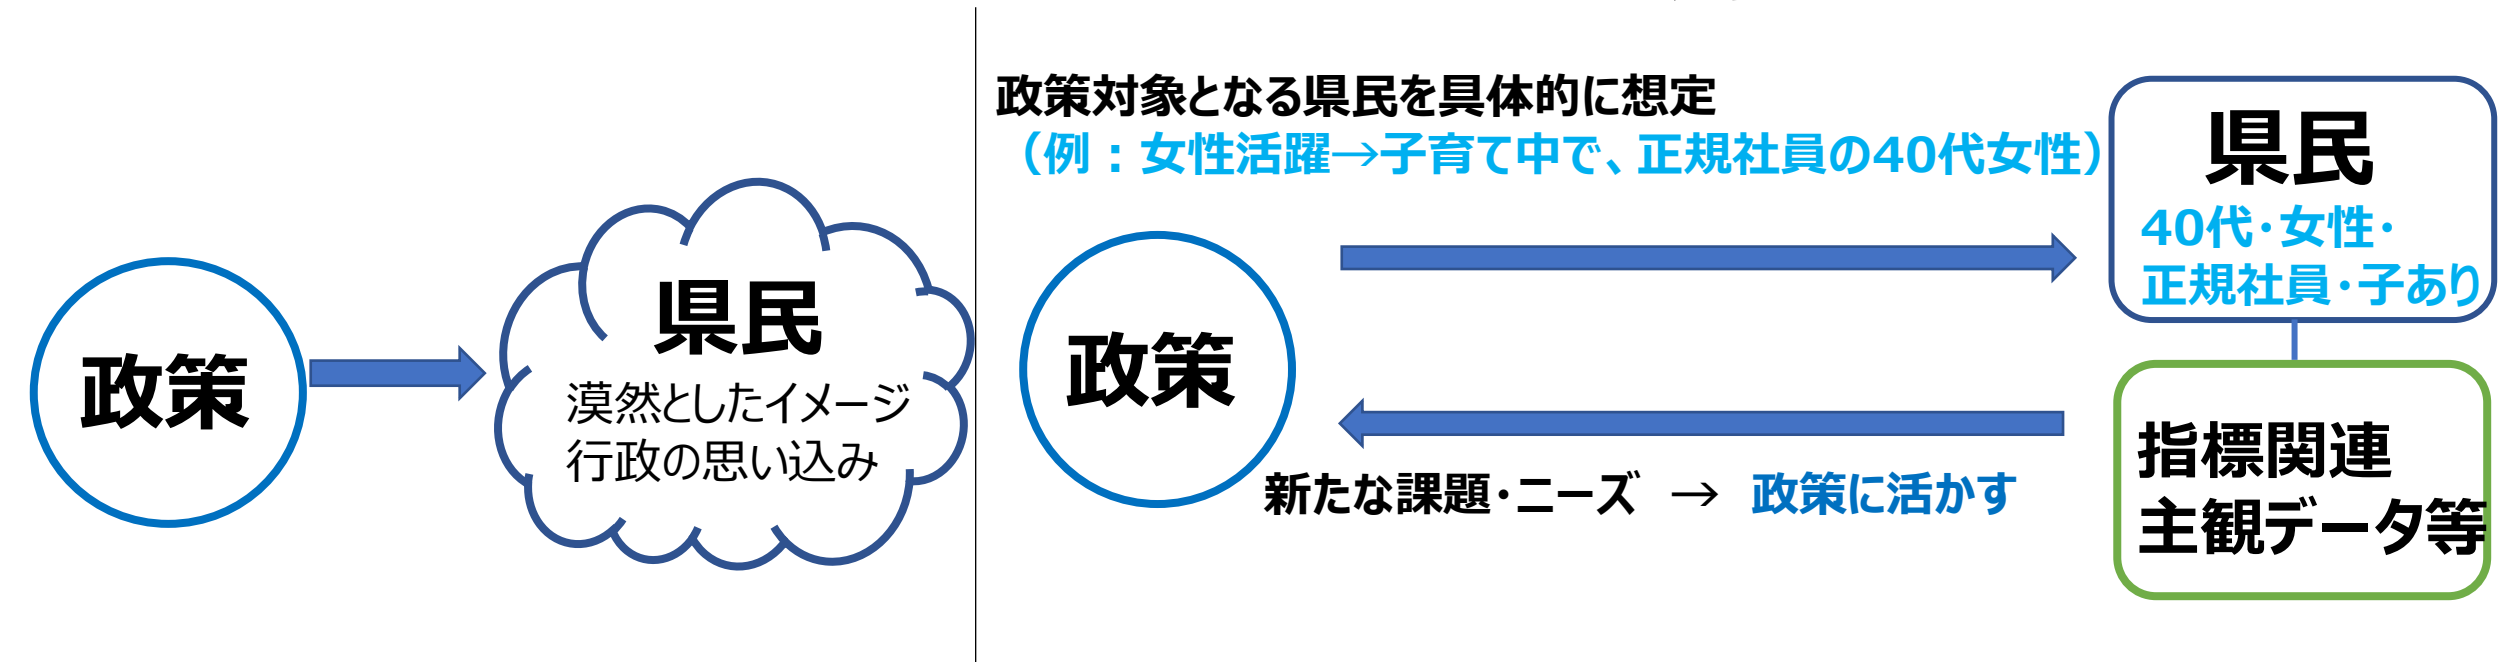 政策
県民
漠然としたイメージ
行政の思い込み
政策対象となる県民を具体的に想定
(例：女性活躍→子育て中で、正規社員の40代女性)
政策
県民
40代・女性・
正規社員・子あり
新たな課題・ニーズ　→政策に活かす
指標関連
主観データ等